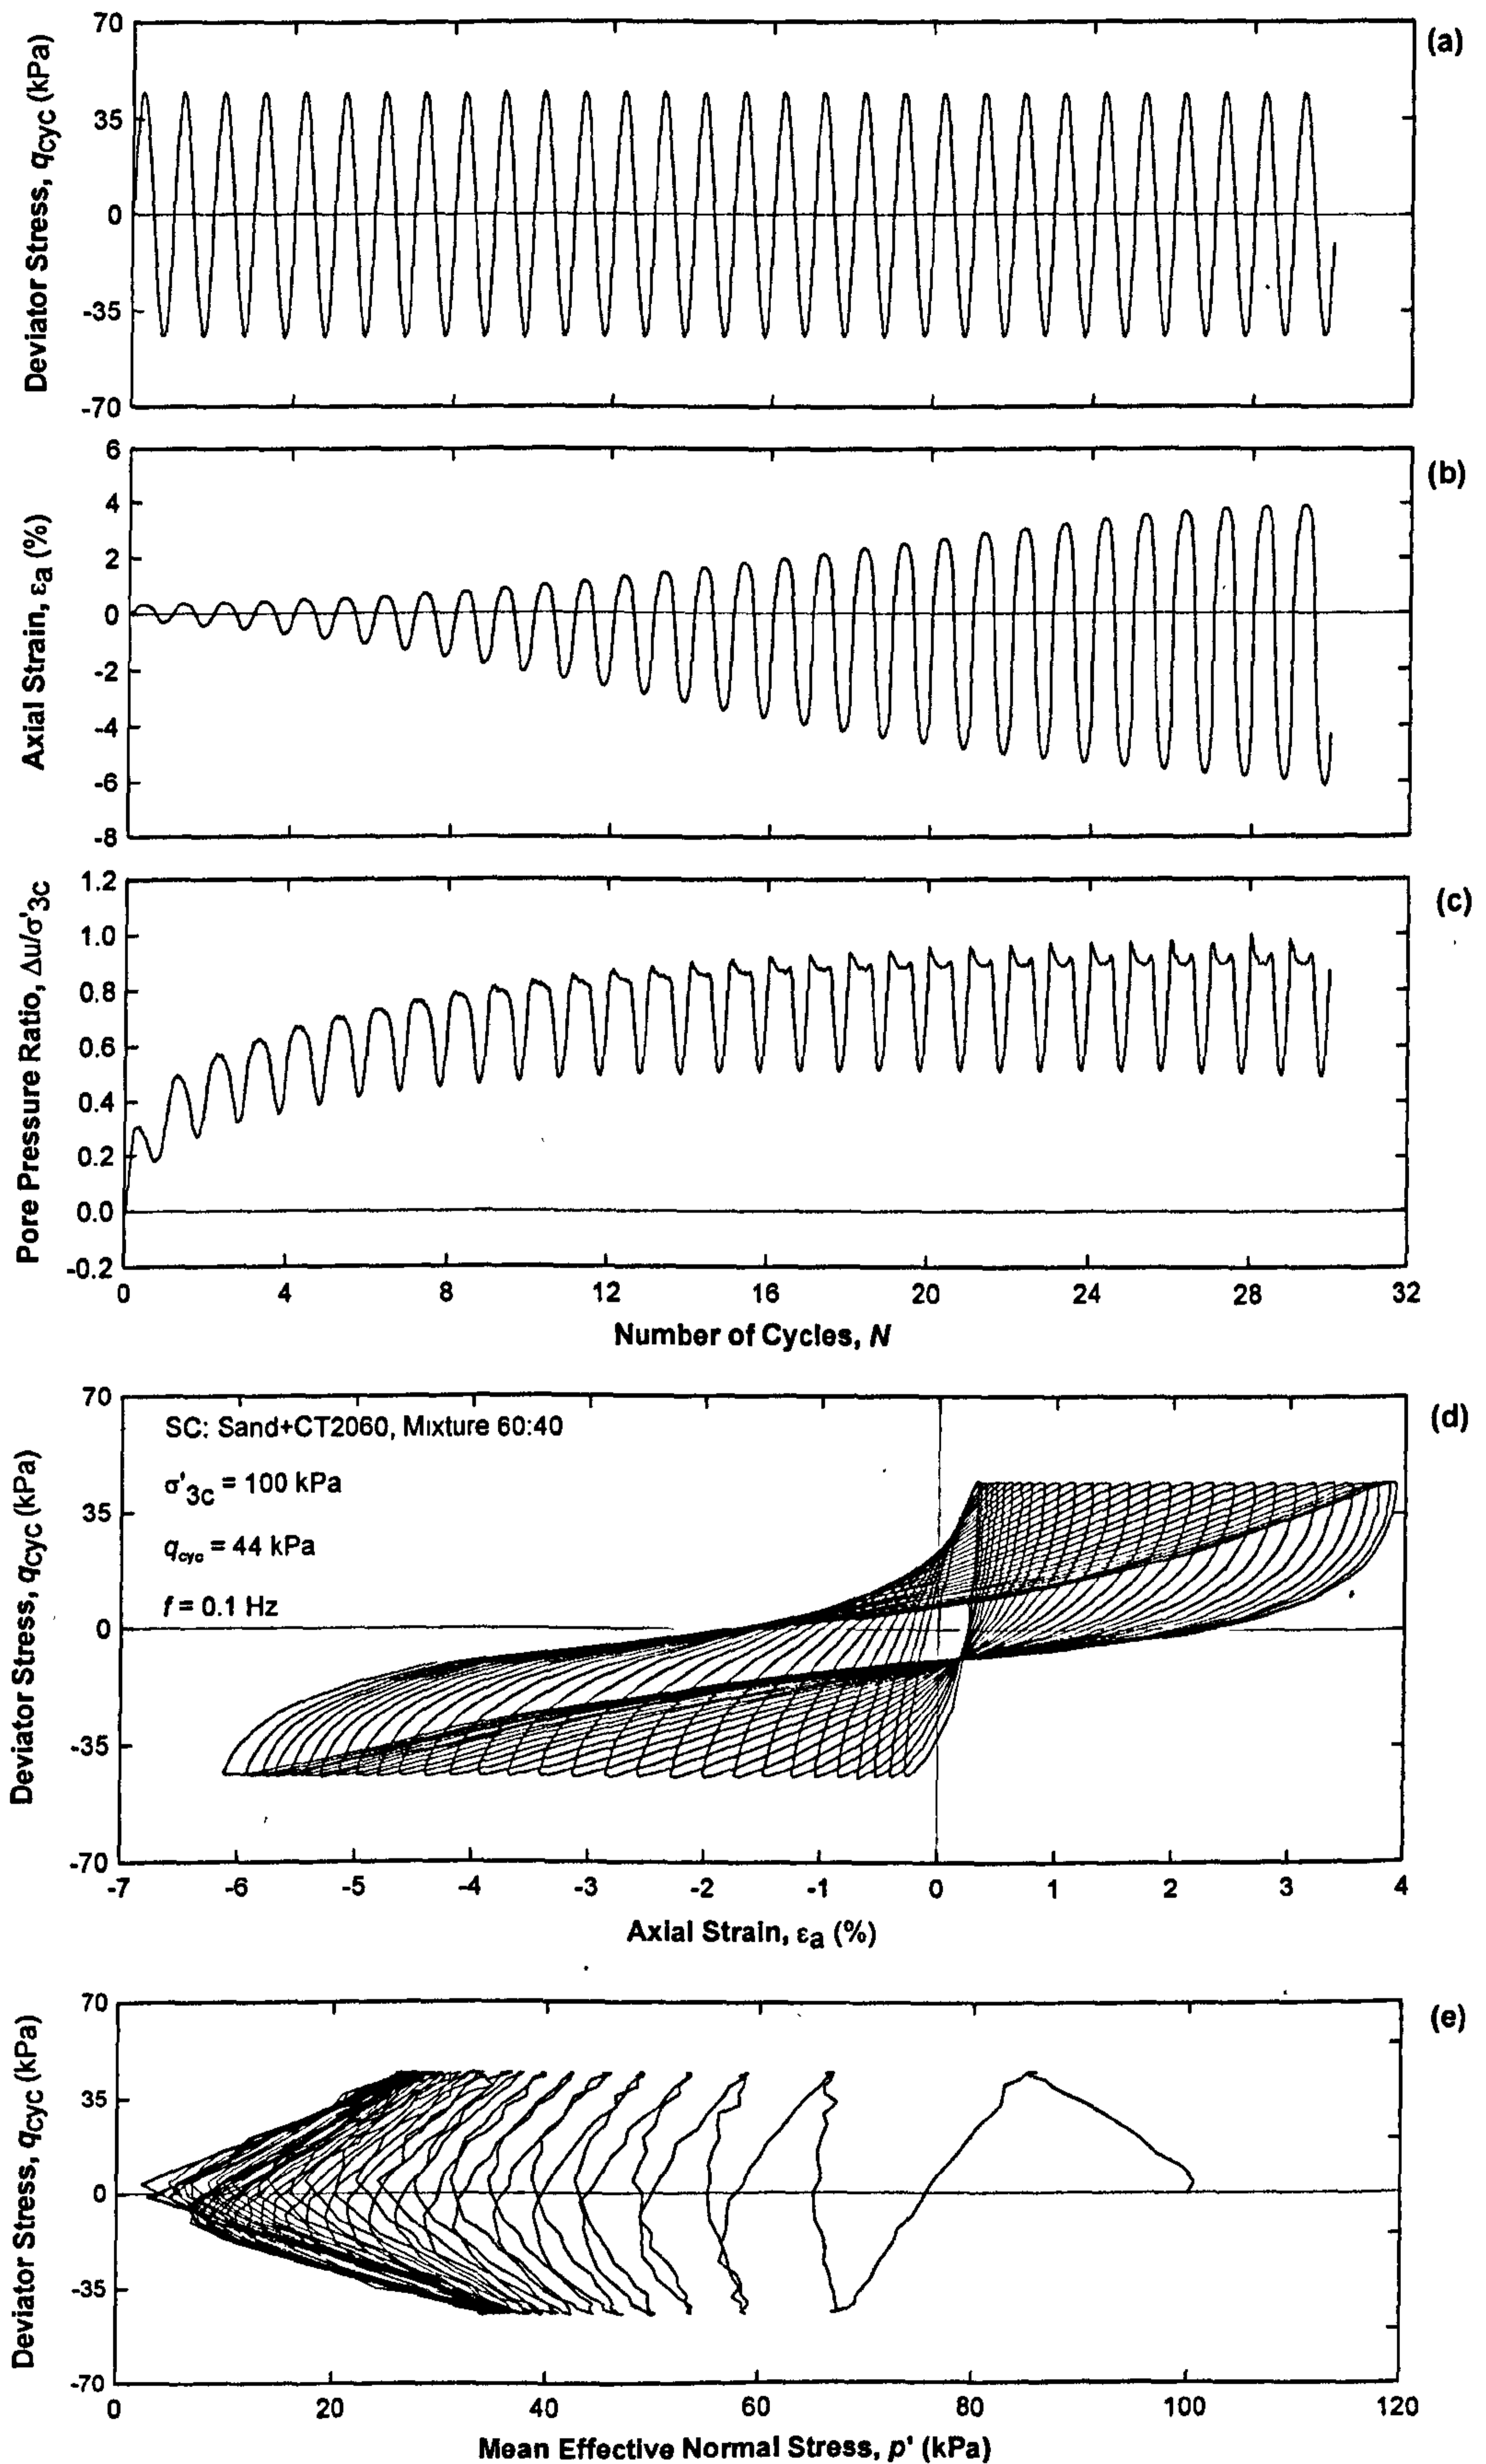 (a)
Deviator Stress, qcyc (kPa)
70
35
0
-35
-70
(b)
Axial Strain, εa (%)
6
4
2
0
-2
-4
-6
-8
(c)
Pore Pressure Ratio, Δu/σ'3c
1.2
1.0
0.8
0.6
0.4
0.2
0.0
-0.2
0 4 8 12 16 20 24 28 32
Number of Cycles, N
(d)
Deviator Stress, qcyc (kPa)
70
35
0
-35
-70
SC: Sand+CT2060, Mixture 60:40
σ'3c = 100 kPa
qcyc = 44 kPa
f = 0.1 Hz
-7 -6 -5 -4 -3 -2 -1 0 1 2 3 4
Axial Strain, εa (%)
(e)
Deviator Stress, qcyc (kPa)
70
35
0
-35
-70
0 20 40 60 80 100 120
Mean Effective Normal Stress, p' (kPa)